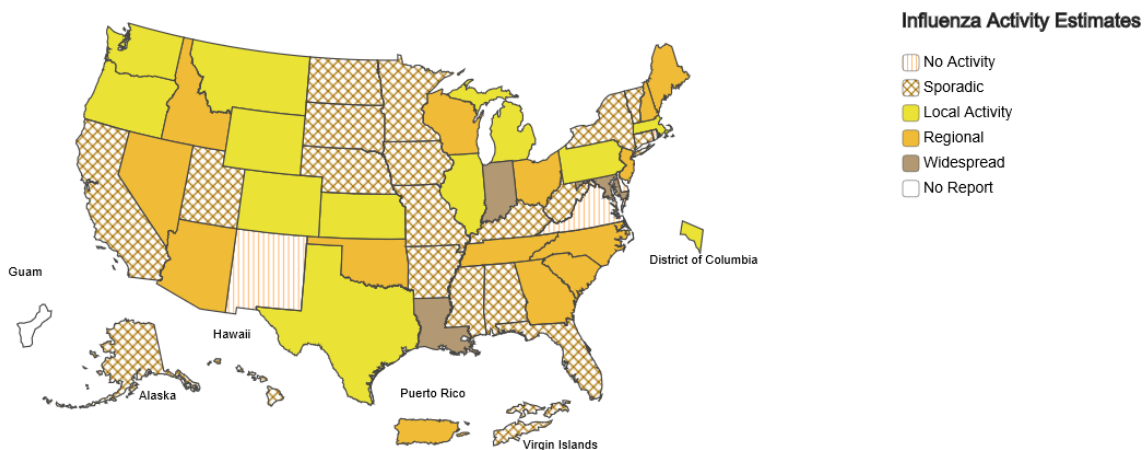 Influenza Activity Estimates
No Activity
Sporadic
Local Activity
Regional
Widespread
No Report
District of Columbia
Guam
Hawaii
Alaska
Puerto Rico
Virgin Islands